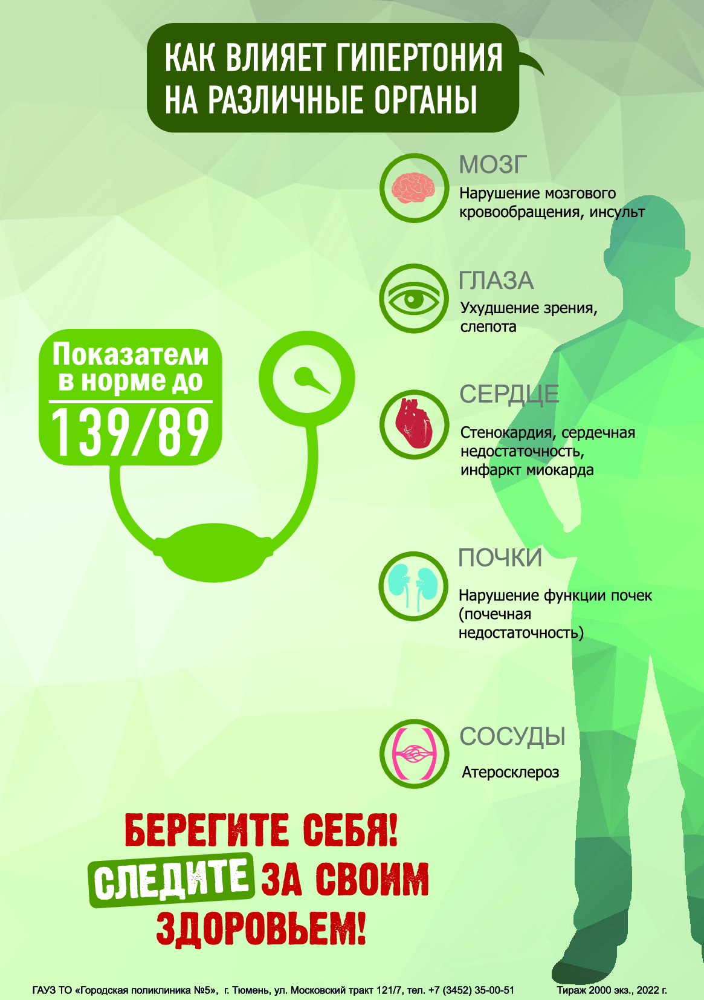 КАК ВЛИЯЕТ ГИПЕРТОНИЯ
НА РАЗЛИЧНЫЕ ОРГАНЫ
МОЗГ
Нарушение мозгового
кровообращения, инсульт
ГЛАЗА
Ухудшение зрения,
слепота
Показатели
в норме до
139/89
СЕРДЦЕ
Стенокардия, сердечная
недостаточность,
инфаркт миокарда
ПОЧКИ
Нарушение функции почек
(почечная
недостаточность)
СОСУДЫ
Атеросклероз
БЕРЕГИТЕ СЕБЯ!
СЛЕДИТЕ ЗА СВОИМ
ЗДОРОВЬЕМ!
ГАУЗ ТО «Городская поликлиника №5», г. Тюмень, ул. Московский тракт 121/7, тел. +7 (3452) 35-00-51 Тираж 2000 экз., 2022 г.